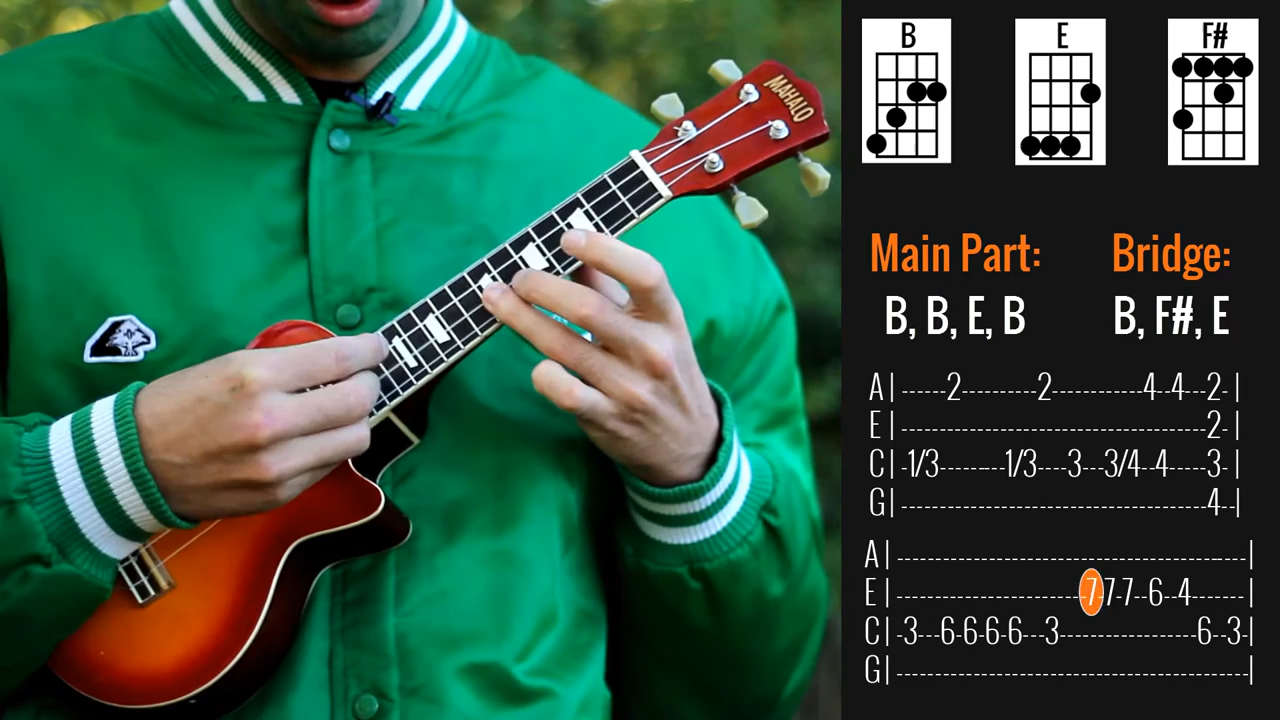 MAHALO
B
E
F#
Main Part:
B, B, E, B
Bridge:
B, F#, E
A|------2----------2------------4-4--2-|
E|-------------------------------------2-|
C|-1/3---------1/3----3---3/4--4-----3-|
G|-------------------------------------4-|
A|------------------------------------------|
E|----------------------7-7-7--6--4-------|
C|-3--6-6-6-6---3-----------------6--3-|
G|------------------------------------------|